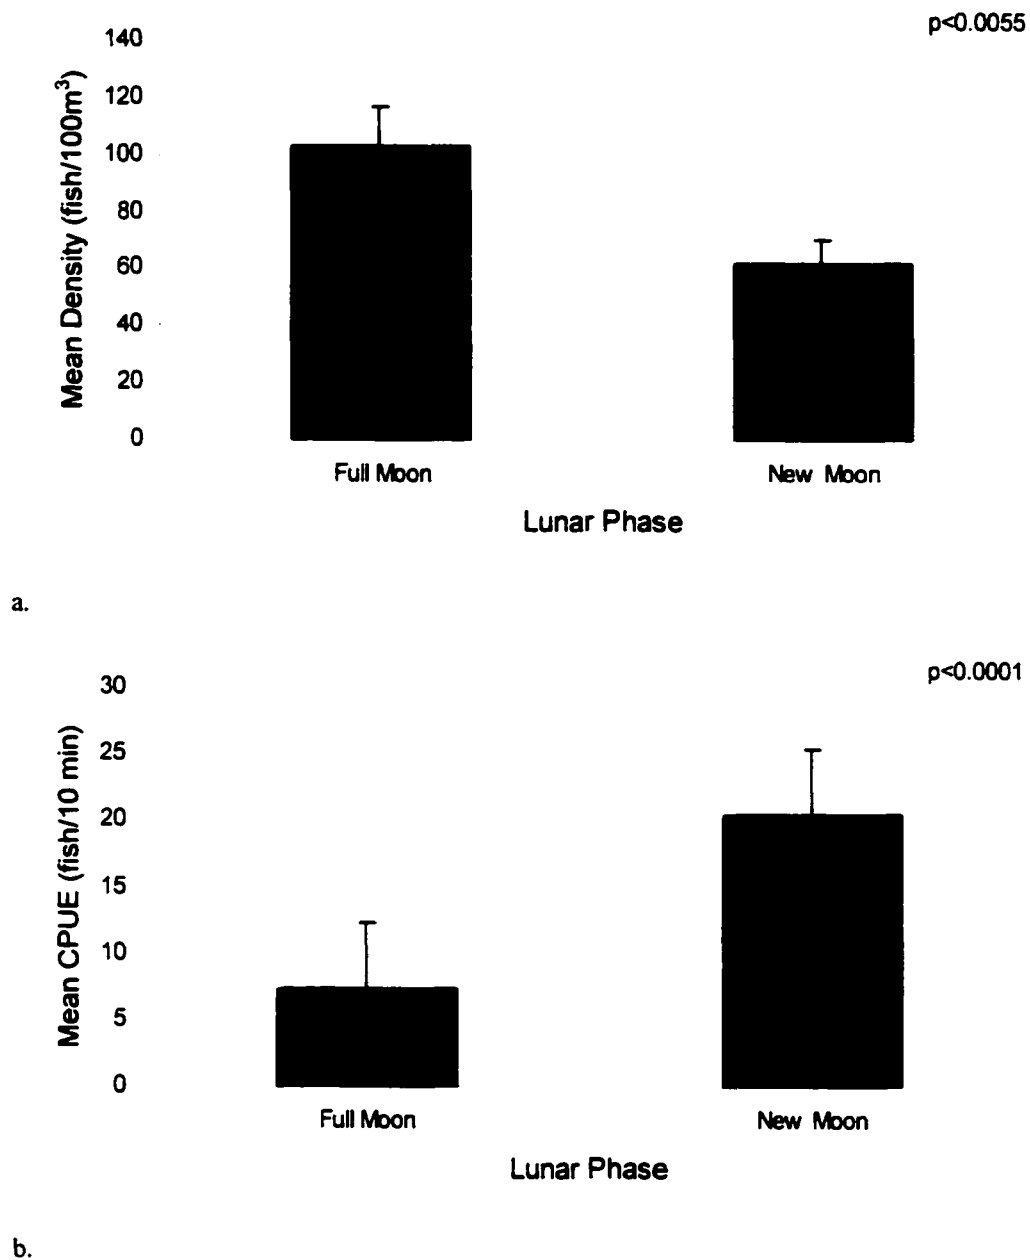 p<0.0055
Mean Density (fish/100m³)
140
120
100
80
60
40
20
0
Full Moon New Moon
Lunar Phase
a.
p<0.0001
Mean CPUE (fish/10 min)
30
25
20
15
10
5
0
Full Moon New Moon
Lunar Phase
b.